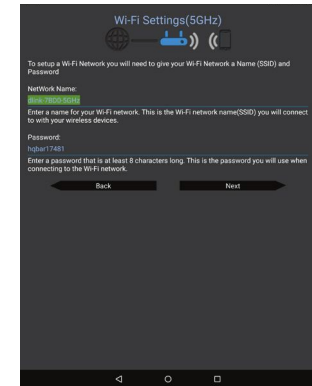 Wi-Fi Settings(5GHz)
To setup a Wi-Fi Network you will need to give your Wi-Fi Network a Name (SSID) and
Password
NetWork Name:
dlink-7B00-5GHz
Enter a name for your Wi-Fi network. This is the Wi-Fi network name(SSID) you will connect
to with your wireless devices.
Password:
hqbar17481
Enter a password that is at least 8 characters long. This is the password you will use when
connecting to the Wi-Fi network.
Back
Next